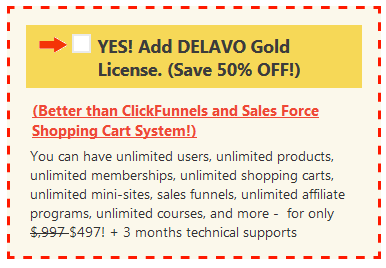 YES! Add DELAVO Gold
License. (Save 50% OFF!)
(Better than ClickFunnels and Sales Force
Shopping Cart System!)
You can have unlimited users, unlimited products,
unlimited memberships, unlimited shopping carts,
unlimited mini-sites, sales funnels, unlimited affiliate
programs, unlimited courses, and more - for only
$,997 $497! + 3 months technical supports